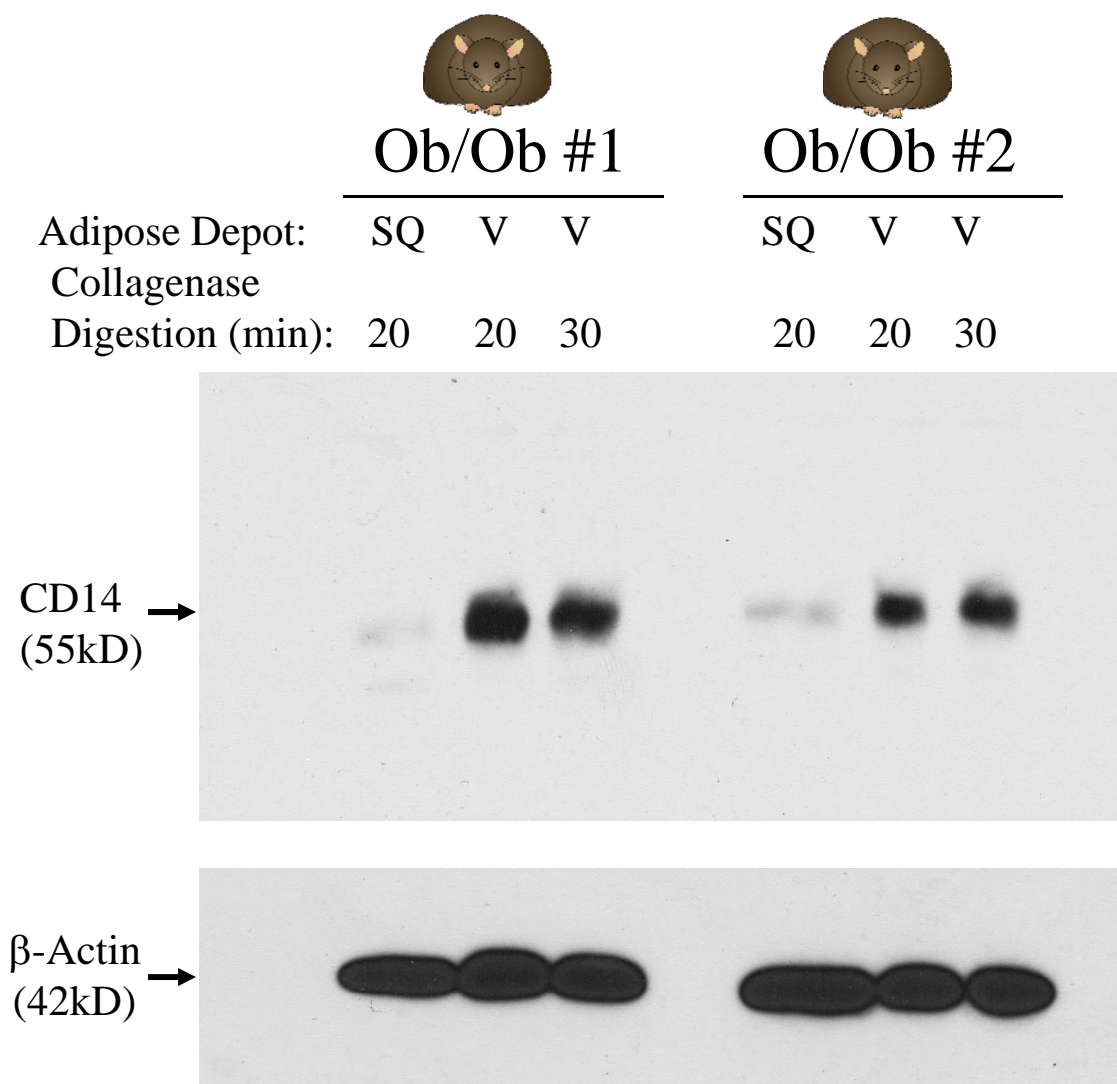 Ob/Ob #1 Ob/Ob #2
Adipose Depot: SQ V V SQ V V
Collagenase
Digestion (min): 20 20 30 20 20 30
CD14
(55kD)
β-Actin
(42kD)